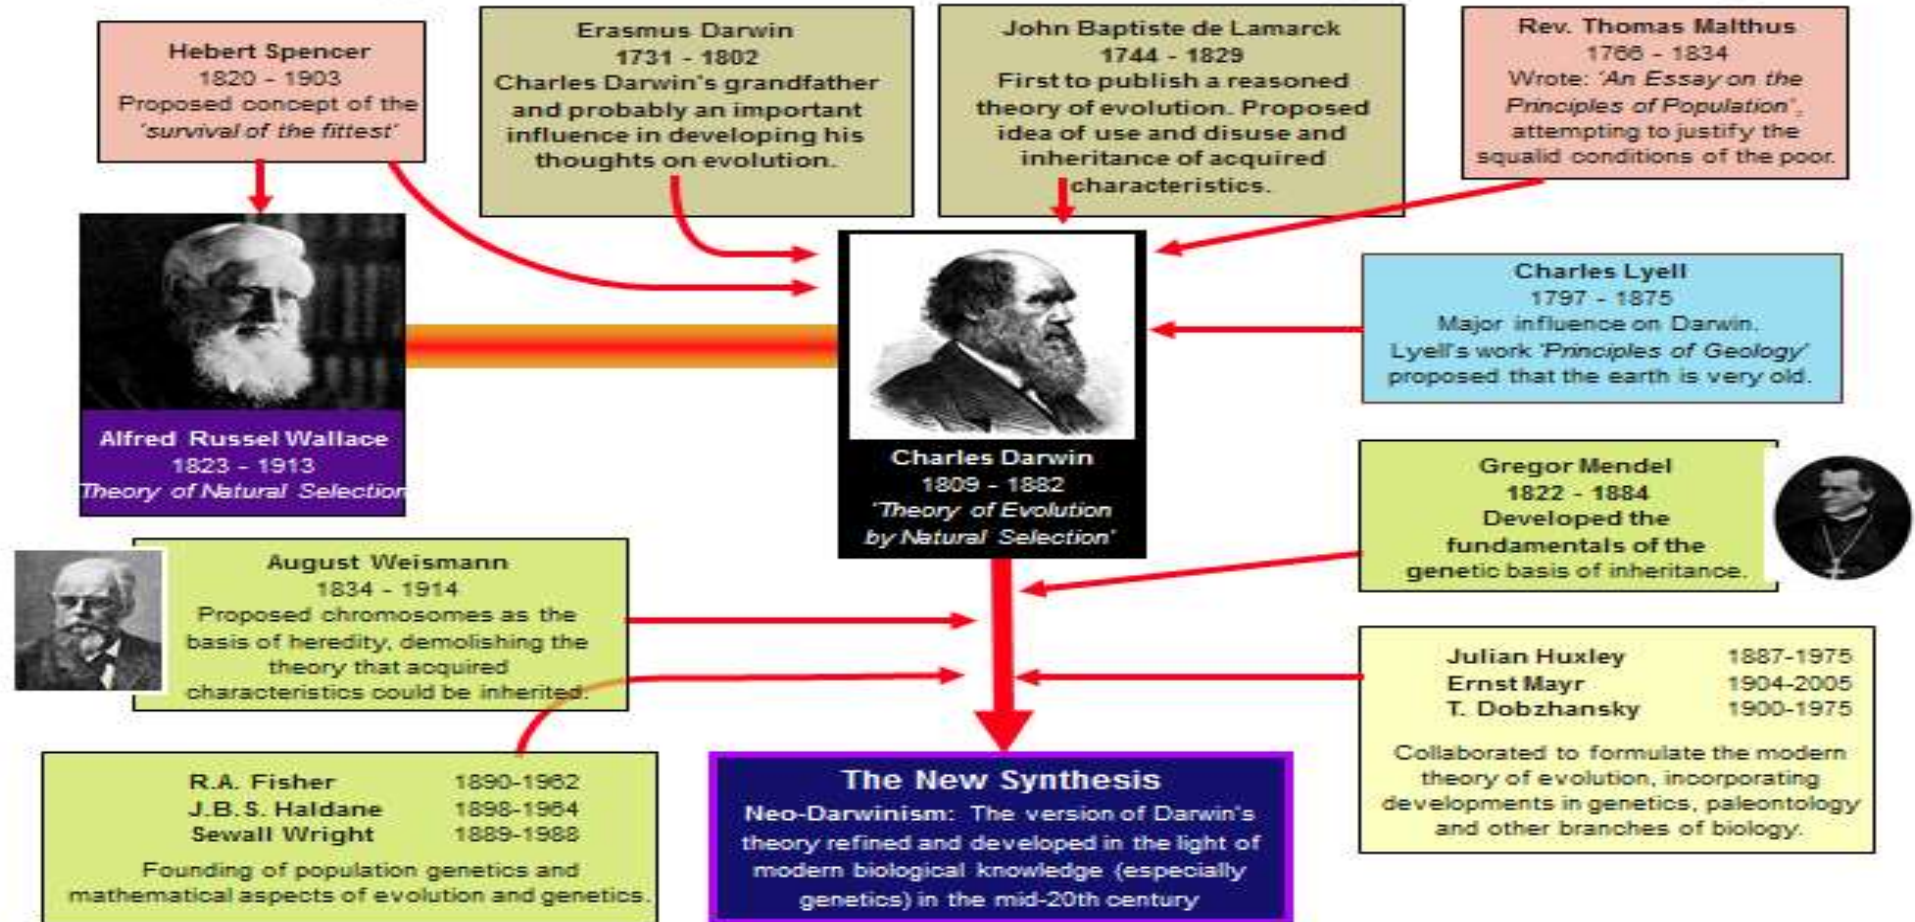 Hebert Spencer
1820 - 1903
Proposed concept of the
'survival of the fittest'
Erasmus Darwin
1731 - 1802
Charles Darwin's grandfather
and probably an important
influence in developing his
thoughts on evolution.
John Baptiste de Lamarck
1744 - 1829
First to publish a reasoned
theory of evolution. Proposed
idea of use and disuse and
inheritance of acquired
characteristics.
Rev. Thomas Malthus
1766 - 1834
Wrote: 'An Essay on the
Principles of Population',
attempting to justify the
squalid conditions of the poor.
Charles Lyell
1797 - 1875
Major influence on Darwin.
Lyell's work 'Principles of Geology'
proposed that the earth is very old.
Alfred Russel Wallace
1823 - 1913
Theory of Natural Selection
Charles Darwin
1809 - 1882
'Theory of Evolution
by Natural Selection'
Gregor Mendel
1822 - 1884
Developed the
fundamentals of the
genetic basis of inheritance.
August Weismann
1834 - 1914
Proposed chromosomes as the
basis of heredity, demolishing the
theory that acquired
characteristics could be inherited.
Julian Huxley 1887-1975
Ernst Mayr 1904-2005
T. Dobzhansky 1900-1975
Collaborated to formulate the modern
theory of evolution, incorporating
developments in genetics, paleontology
and other branches of biology.
R.A. Fisher 1890-1962
J.B.S. Haldane 1898-1964
Sewall Wright 1889-1988
Founding of population genetics and
mathematical aspects of evolution and genetics.
The New Synthesis
Neo-Darwinism: The version of Darwin's
theory refined and developed in the light of
modern biological knowledge (especially
genetics) in the mid-20th century